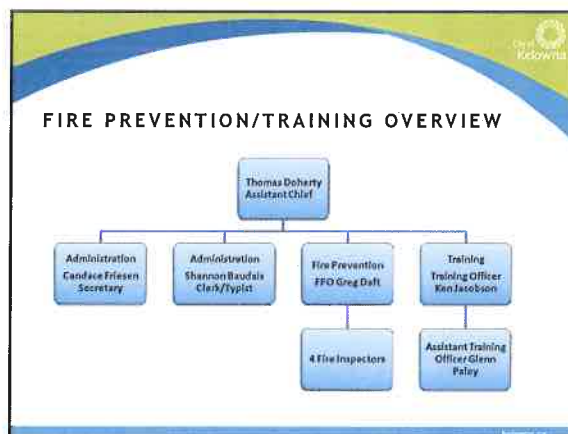 City of
Kelowna
FIRE PREVENTION/TRAINING OVERVIEW
Thomas Doherty
Assistant Chief
Administration
Candace Friesen
Secretary
Administration
Shannon Baudais
Clerk/Typist
Fire Prevention
FPO Greg Daft
Training
Training Officer
Ken Jacobson
4 Fire Inspectors
Assistant Training
Officer Glenn
Paley